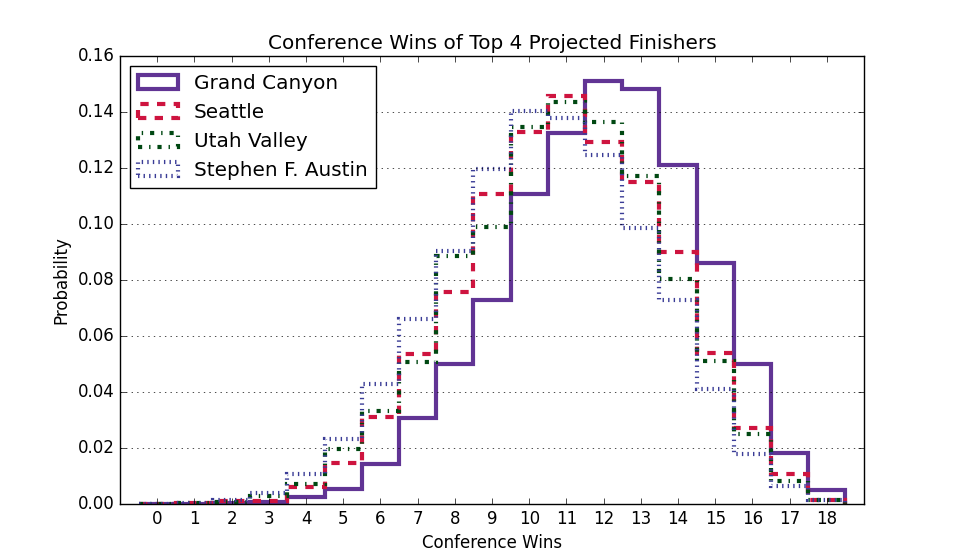 Conference Wins of Top 4 Projected Finishers
0.16
0.14
0.12
0.10
0.08
0.06
0.04
0.02
0.00
Probability
Grand Canyon
Seattle
Utah Valley
Stephen F. Austin
0 1 2 3 4 5 6 7 8 9 10 11 12 13 14 15 16 17 18
Conference Wins